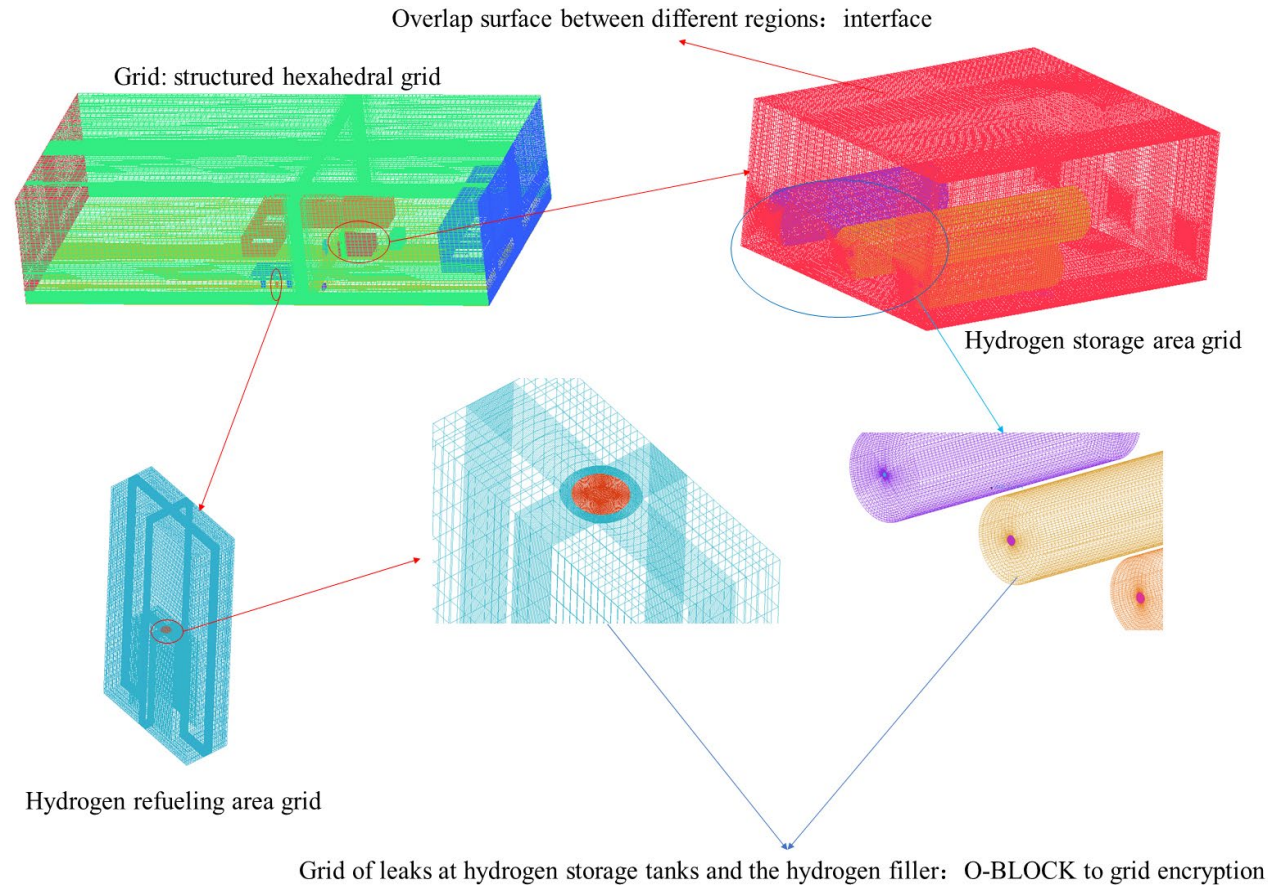 Overlap surface between different regions: interface
Grid: structured hexahedral grid
Hydrogen storage area grid
Hydrogen refueling area grid
Grid of leaks at hydrogen storage tanks and the hydrogen filler: O-BLOCK to grid encryption